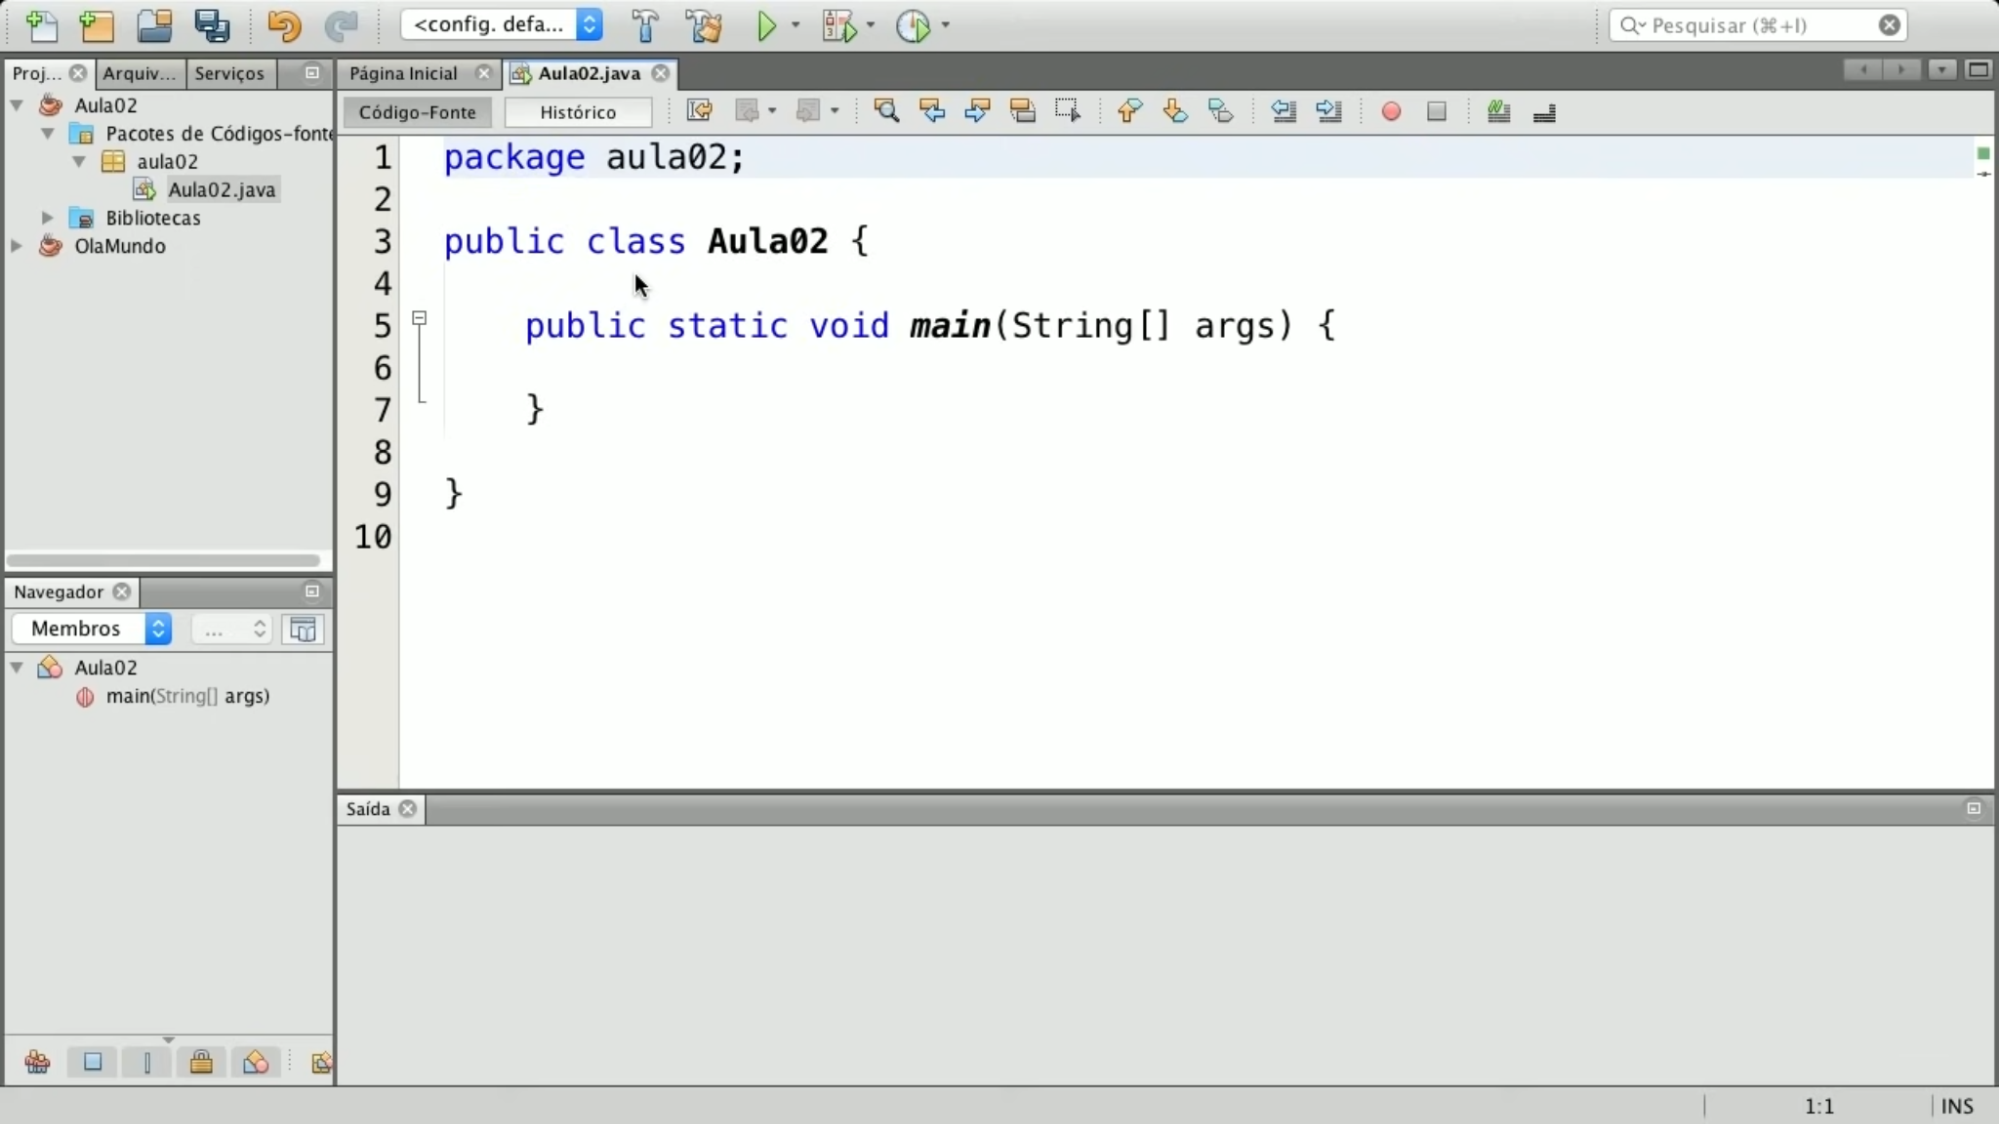 <config. defa...
Pesquisar (⌘+I)
Proj... Arquiv... Serviços
Página Inicial Aula02.java
Código-Fonte Histórico
Aula02
Pacotes de Códigos-fonte
aula02
Aula02.java
Bibliotecas
OlaMundo
1 package aula02;
2
3 public class Aula02 {
4
5 public static void main(String[] args) {
6
7 }
8
9 }
10
Navegador
Membros ...
Aula02
main(String[] args)
Saída
1:1 INS